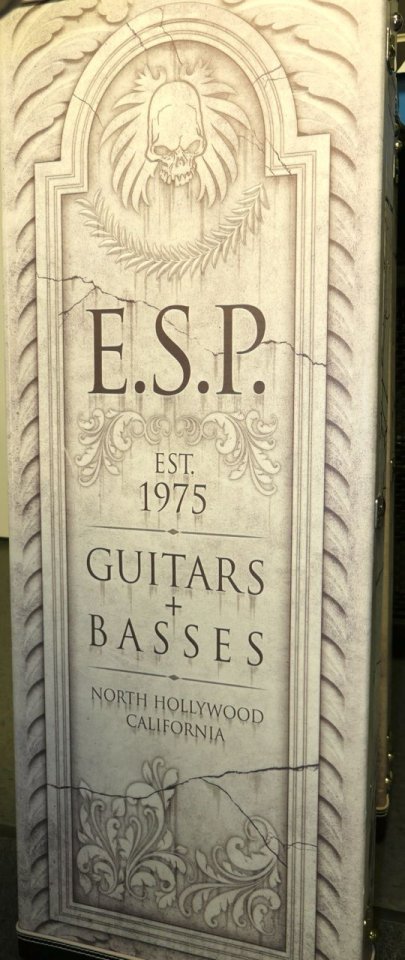 E.S.P.
EST.
1975
GUITARS
+
BASSES
NORTH HOLLYWOOD
CALIFORNIA